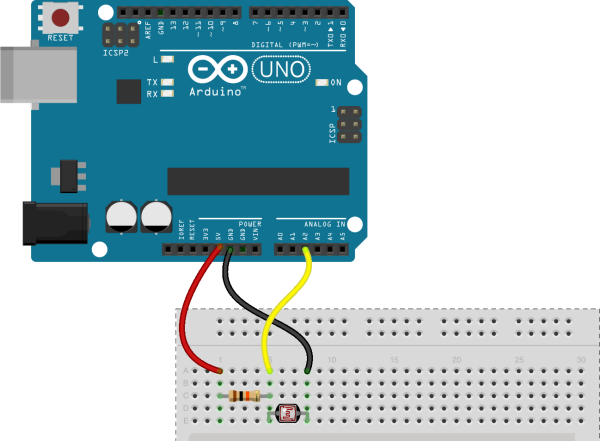 RESET
ICSP2
AREF
GND
13
12
~11
~10
~9
8
7
~6
~5
4
~3
2
TX0▶1
RX0◀0
DIGITAL (PWM=~)
L
TX
RX
UNO
ON
Arduino™
1
ICSP
POWER
ANALOG IN
IOREF
RESET
3V3
5V
GND
GND
VIN
A0
A1
A2
A3
A4
A5
1 5 10 15 20 25 30
A
B
C
D
E